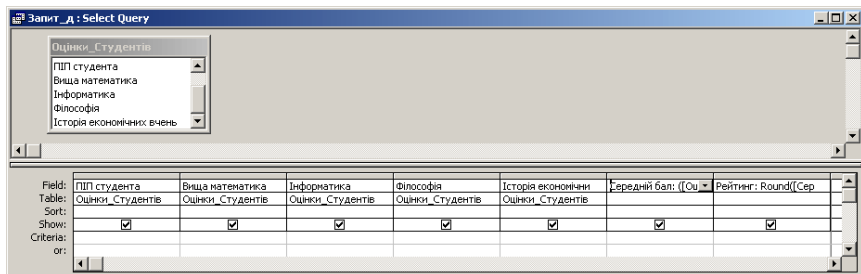 Запит_д : Select Query
Оцінки_Студентів
ПІП студента
Вища математика
Інформатика
Філософія
Історія економічних вчень
Field: ПІП студента Вища математика Інформатика Філософія Історія економічни Середній бал: ([Оц Рейтинг: Round([Сер
Table: Оцінки_Студентів Оцінки_Студентів Оцінки_Студентів Оцінки_Студентів Оцінки_Студентів
Sort:
Show:
Criteria:
or: